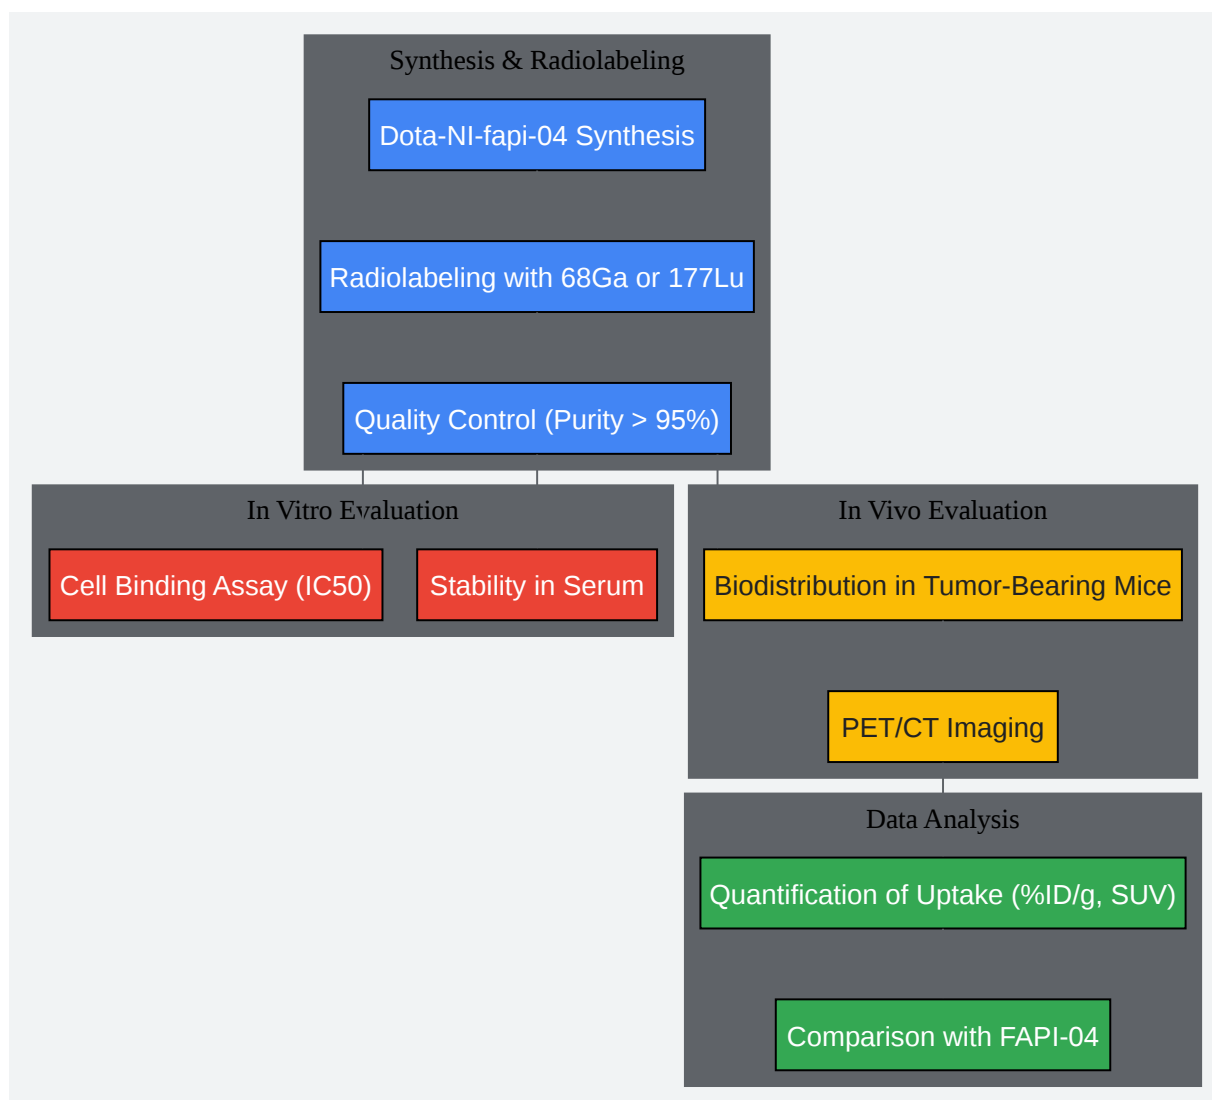 Synthesis & Radiolabeling
Dota-NI-fapi-04 Synthesis
Radiolabeling with 68Ga or 177Lu
Quality Control (Purity > 95%)
In Vitro Evaluation
Cell Binding Assay (IC50)
Stability in Serum
In Vivo Evaluation
Biodistribution in Tumor-Bearing Mice
PET/CT Imaging
Data Analysis
Quantification of Uptake (%ID/g, SUV)
Comparison with FAPI-04